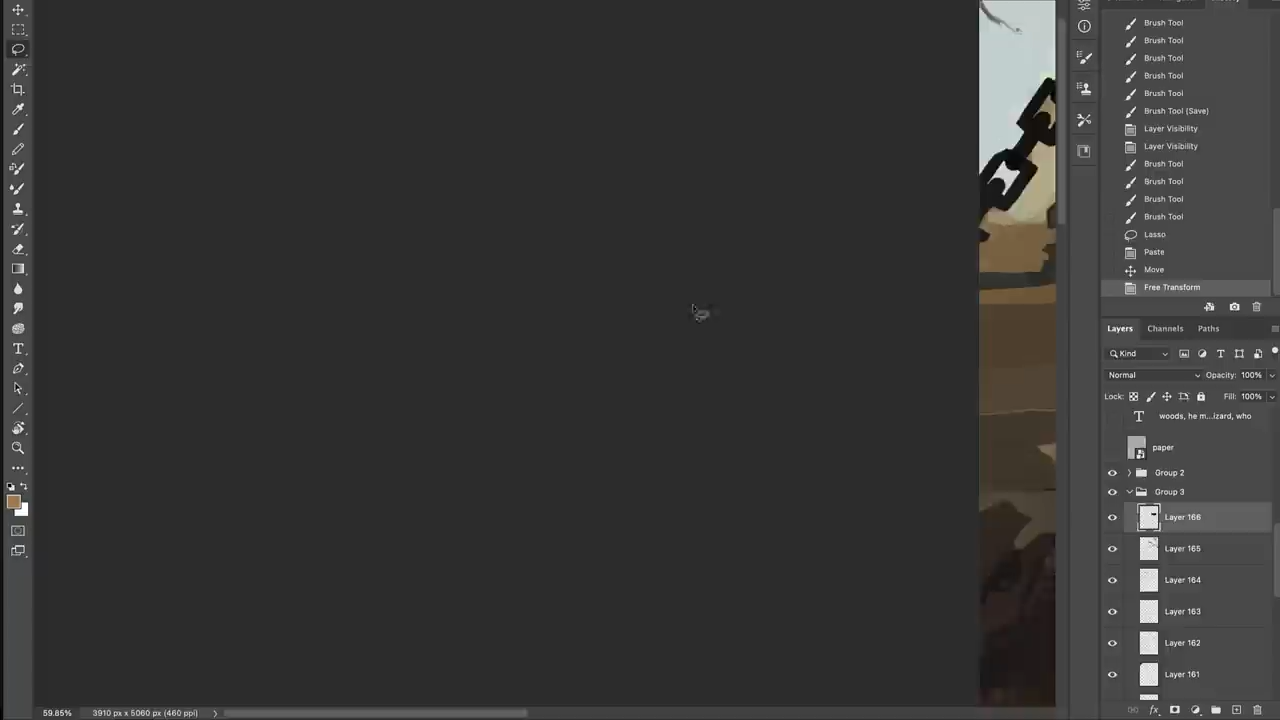 Brush Tool
Brush Tool
Brush Tool
Brush Tool
Brush Tool
Brush Tool (Save)
Layer Visibility
Layer Visibility
Brush Tool
Brush Tool
Brush Tool
Brush Tool
Lasso
Paste
Move
Free Transform
Layers Channels Paths
Kind
Normal Opacity: 100%
Lock: Fill: 100%
T woods, he m...izard, who
paper
Group 2
Group 3
Layer 166
Layer 165
Layer 164
Layer 163
Layer 162
Layer 161
59.85% 3910 px x 5060 px (460 ppi)
fx